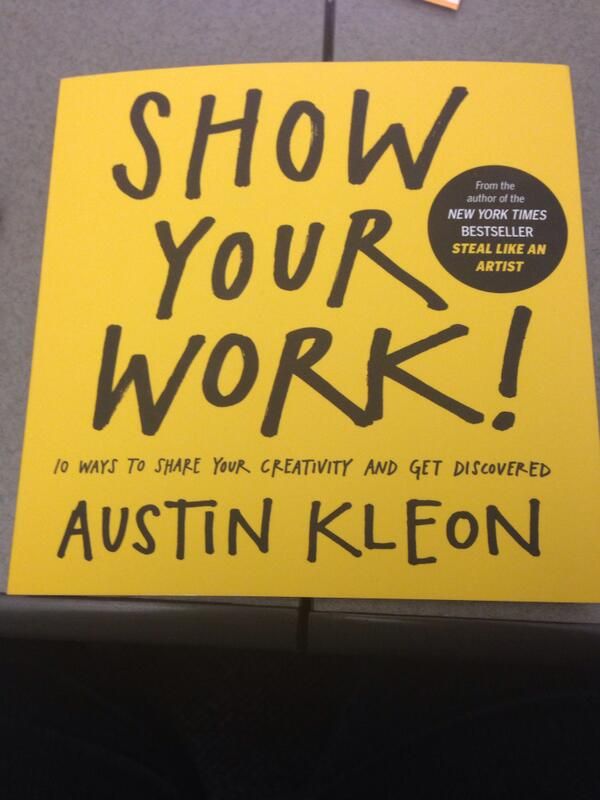 SHOW
YOUR
WORK!
From the
author of the
NEW YORK TIMES
BESTSELLER
STEAL LIKE AN
ARTIST
10 WAYS TO SHARE YOUR CREATIVITY AND GET DISCOVERED
AUSTIN KLEON